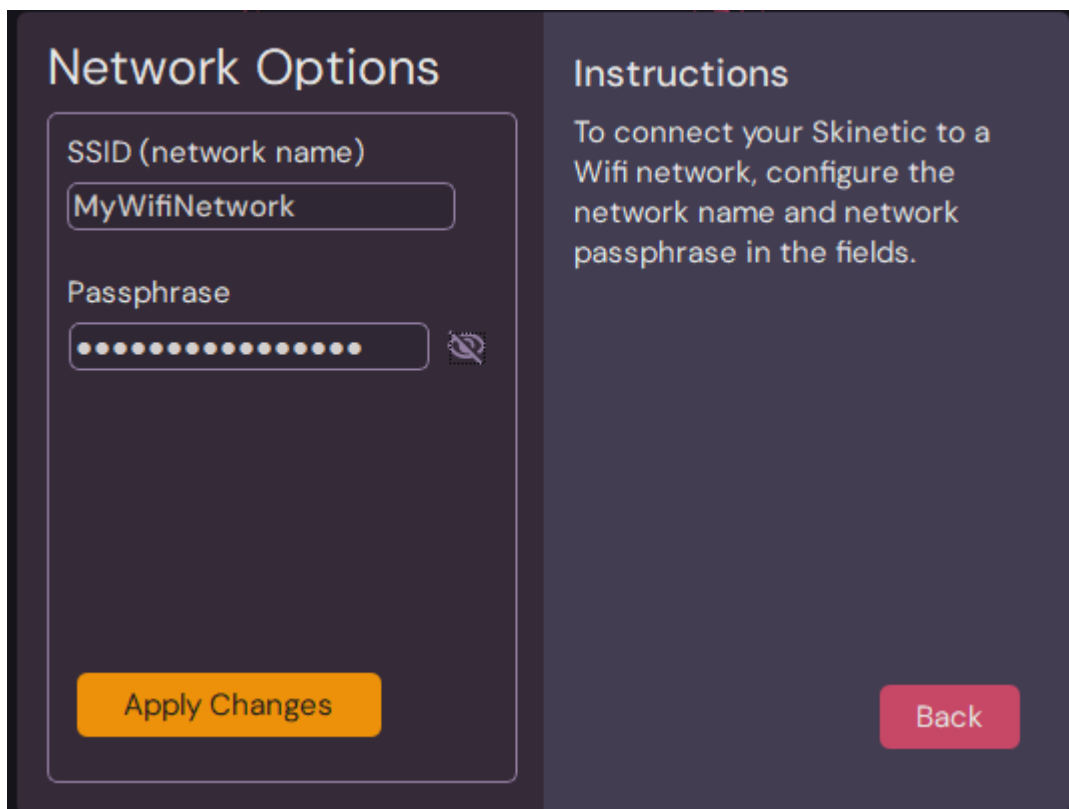 Network Options
SSID (network name)
MyWifiNetwork
Passphrase
••••••••••••••••
Apply Changes
Instructions
To connect your Skinetic to a
Wifi network, configure the
network name and network
passphrase in the fields.
Back